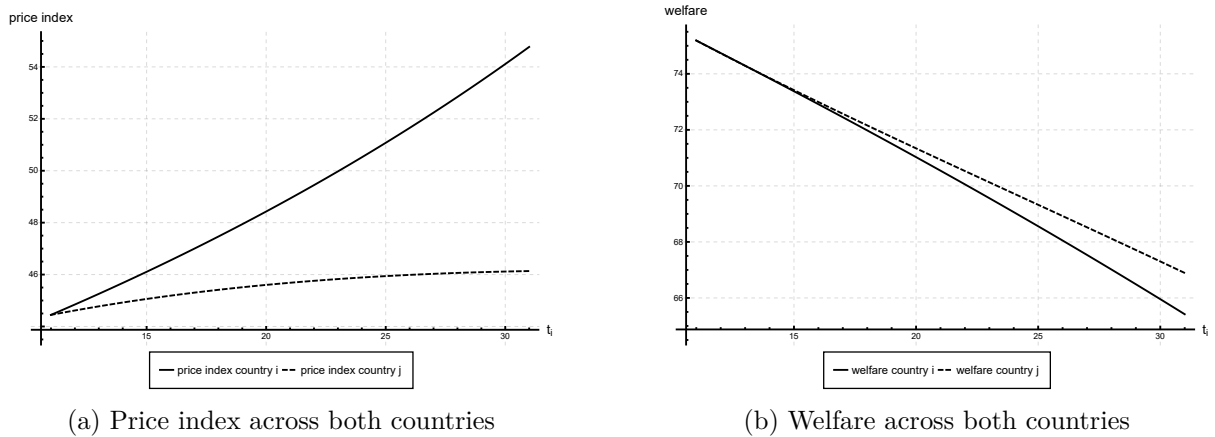 price index
54
52
50
48
46
15 20 25 30
t_i
price index country i price index country j
(a) Price index across both countries
welfare
74
72
70
68
66
15 20 25 30
t_i
welfare country i welfare country j
(b) Welfare across both countries